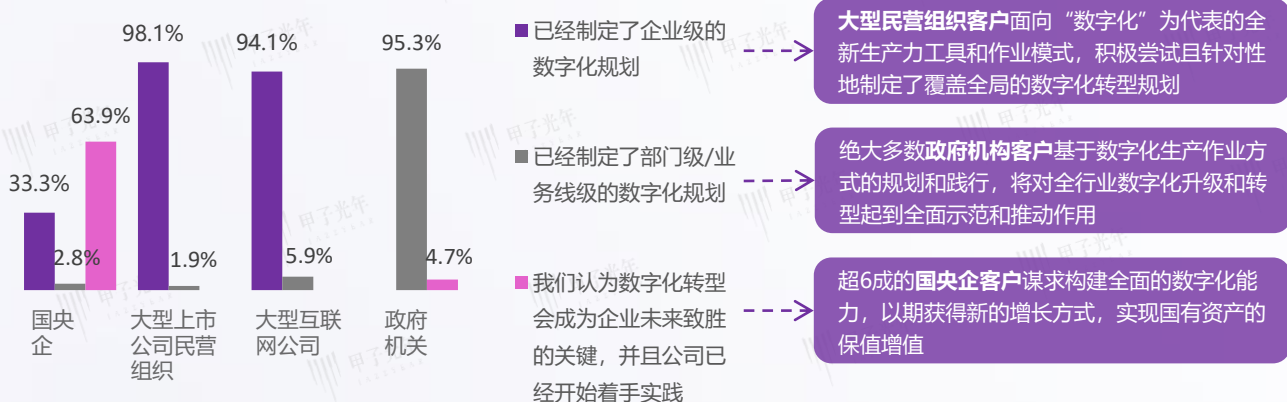 98.1%
94.1%
95.3%
63.9%
33.3%
2.8%
1.9%
5.9%
4.7%
国央
企
大型上市
公司民营
组织
大型互联
网公司
政府
机关
已经制定了企业级的
数字化规划
已经制定了部门级/业
务线级的数字化规划
我们认为数字化转型
会成为企业未来致胜
的关键，并且公司已
经开始着手实践
大型民营组织客户面向“数字化”为代表的全
新生产力工具和作业模式，积极尝试且针对性
地制定了覆盖全局的数字化转型规划
绝大多数政府机构客户基于数字化生产作业方
式的规划和践行，将对全行业数字化升级和转
型起到全面示范和推动作用
超6成的国央企客户谋求构建全面的数字化能
力，以期获得新的增长方式，实现国有资产的
保值增值
甲子光年